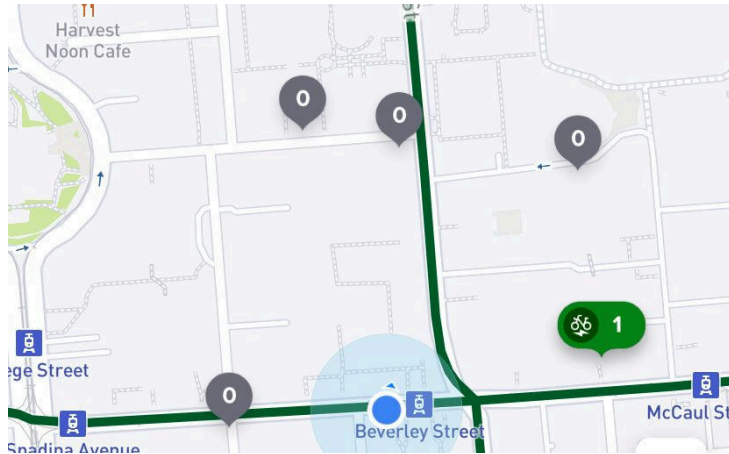 Harvest
Noon Cafe
0
0
0
1
ege Street
0
McCaul St
Beverley Street
Spadina Avenue